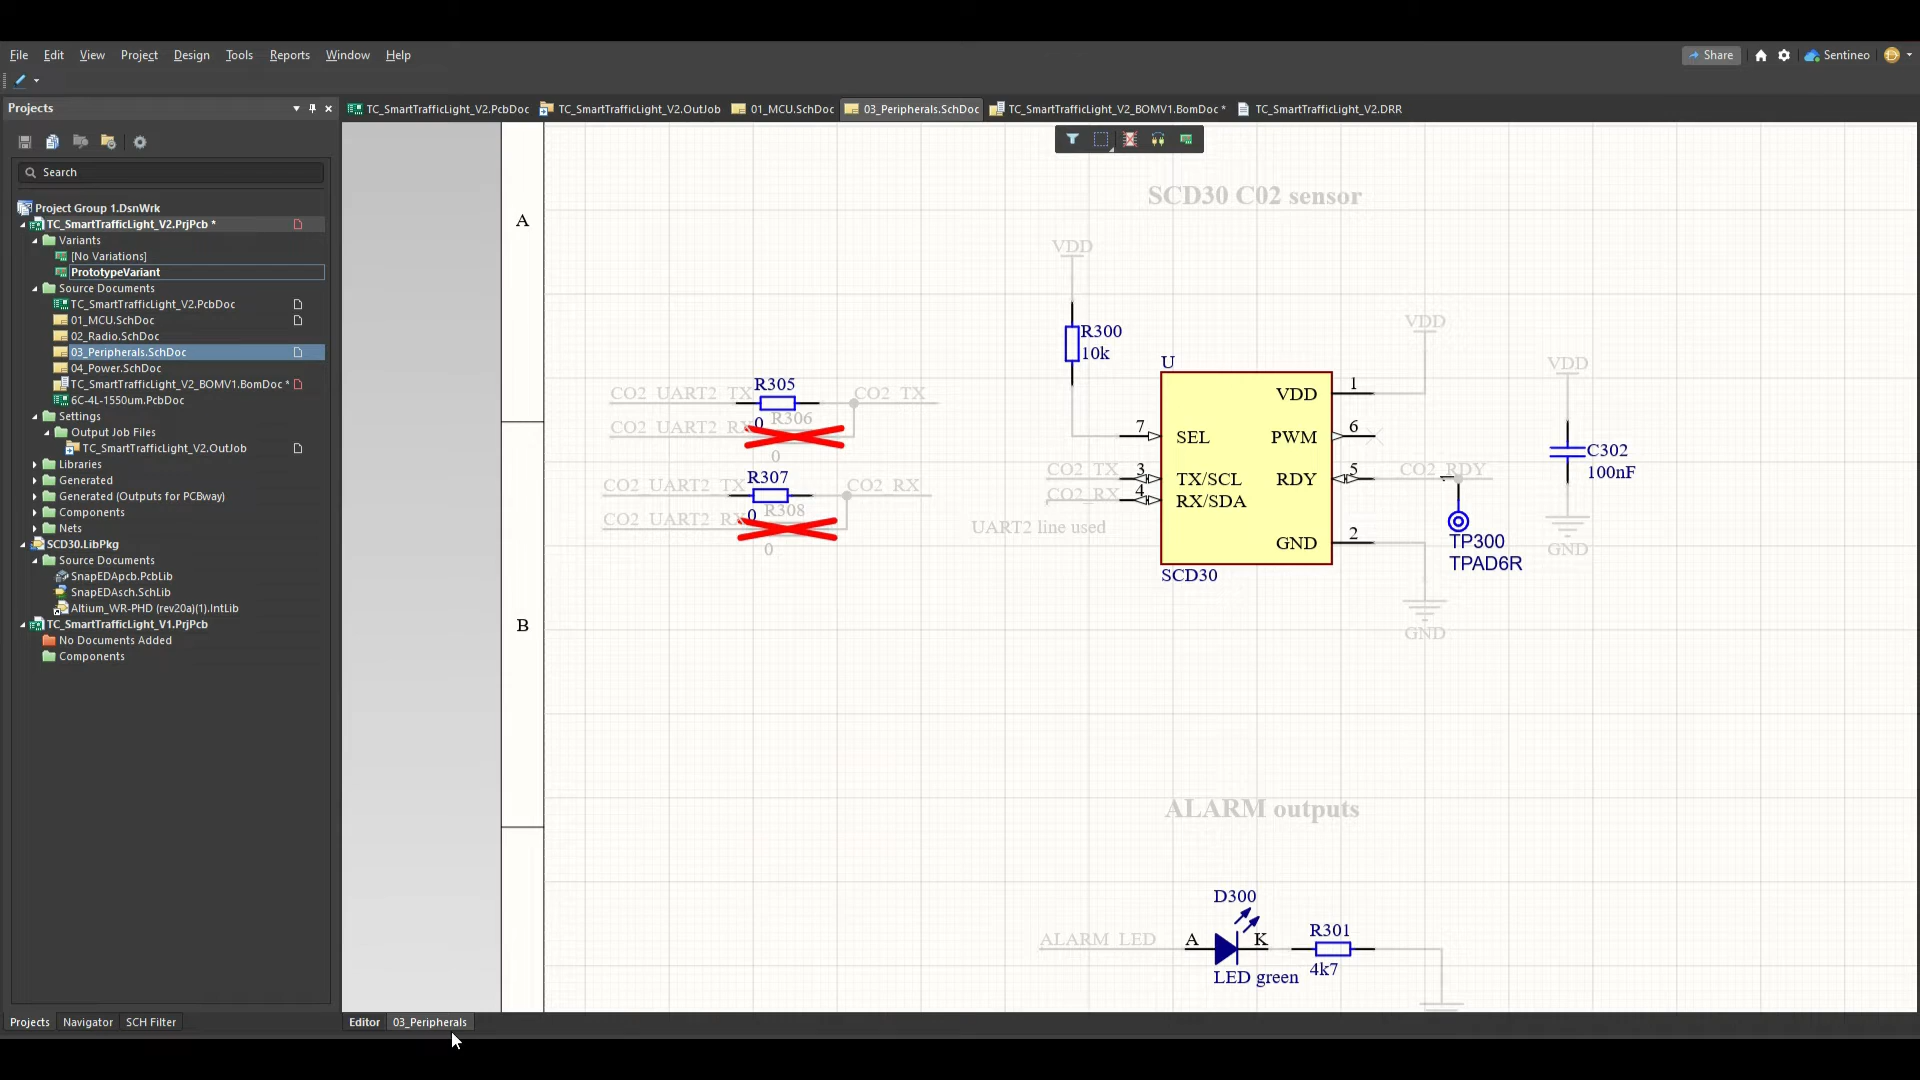 File Edit View Project Design Tools Reports Window Help
Share Sentineo
Projects
TC_SmartTrafficLight_V2.PcbDoc TC_SmartTrafficLight_V2.OutJob 01_MCU.SchDoc 03_Peripherals.SchDoc TC_SmartTrafficLight_V2_BOMV1.BomDoc * TC_SmartTrafficLight_V2.DRR
Search
Project Group 1.DsnWrk
TC_SmartTrafficLight_V2.PrjPcb *
Variants
[No Variations]
PrototypeVariant
Source Documents
TC_SmartTrafficLight_V2.PcbDoc
01_MCU.SchDoc
02_Radio.SchDoc
03_Peripherals.SchDoc
04_Power.SchDoc
TC_SmartTrafficLight_V2_BOMV1.BomDoc *
6C-4L-1550um.PcbDoc
Settings
Output Job Files
TC_SmartTrafficLight_V2.OutJob
Libraries
Generated
Generated (Outputs for PCBway)
Components
Nets
SCD30.LibPkg
Source Documents
SnapEDApcb.PcbLib
SnapEDAsch.SchLib
Altium_WR-PHD (rev20a)(1).IntLib
TC_SmartTrafficLight_V1.PrjPcb
No Documents Added
Components
Projects Navigator SCH Filter
A
B
SCD30 C02 sensor
VDD
R300
10k
CO2_UART2_TX R305 CO2_TX
0
CO2_UART2_RX R306
0
CO2_UART2_TX R307 CO2_RX
0
CO2_UART2_RX R308
0
U
VDD 1
7 SEL PWM 6
CO2_TX 3 TX/SCL RDY 5 CO2_RDY
CO2_RX 4 RX/SDA
UART2 line used
GND 2
SCD30
VDD
1
TP300
TPAD6R
GND
VDD
C302
100nF
GND
ALARM outputs
D300
ALARM_LED A K R301
LED green 4k7
Editor 03_Peripherals